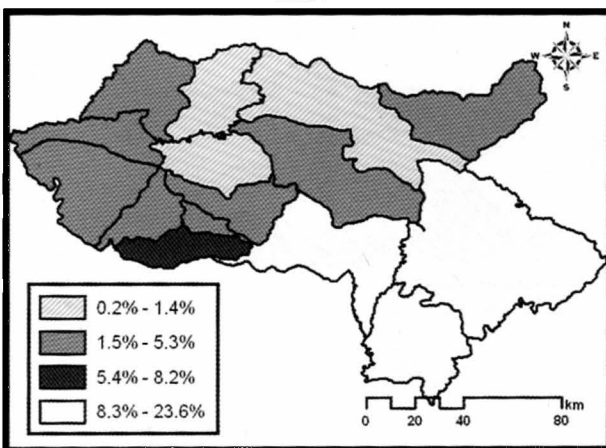 N
W E
S
0.2% - 1.4%
1.5% - 5.3%
5.4% - 8.2%
8.3% - 23.6%
km
0 20 40 80